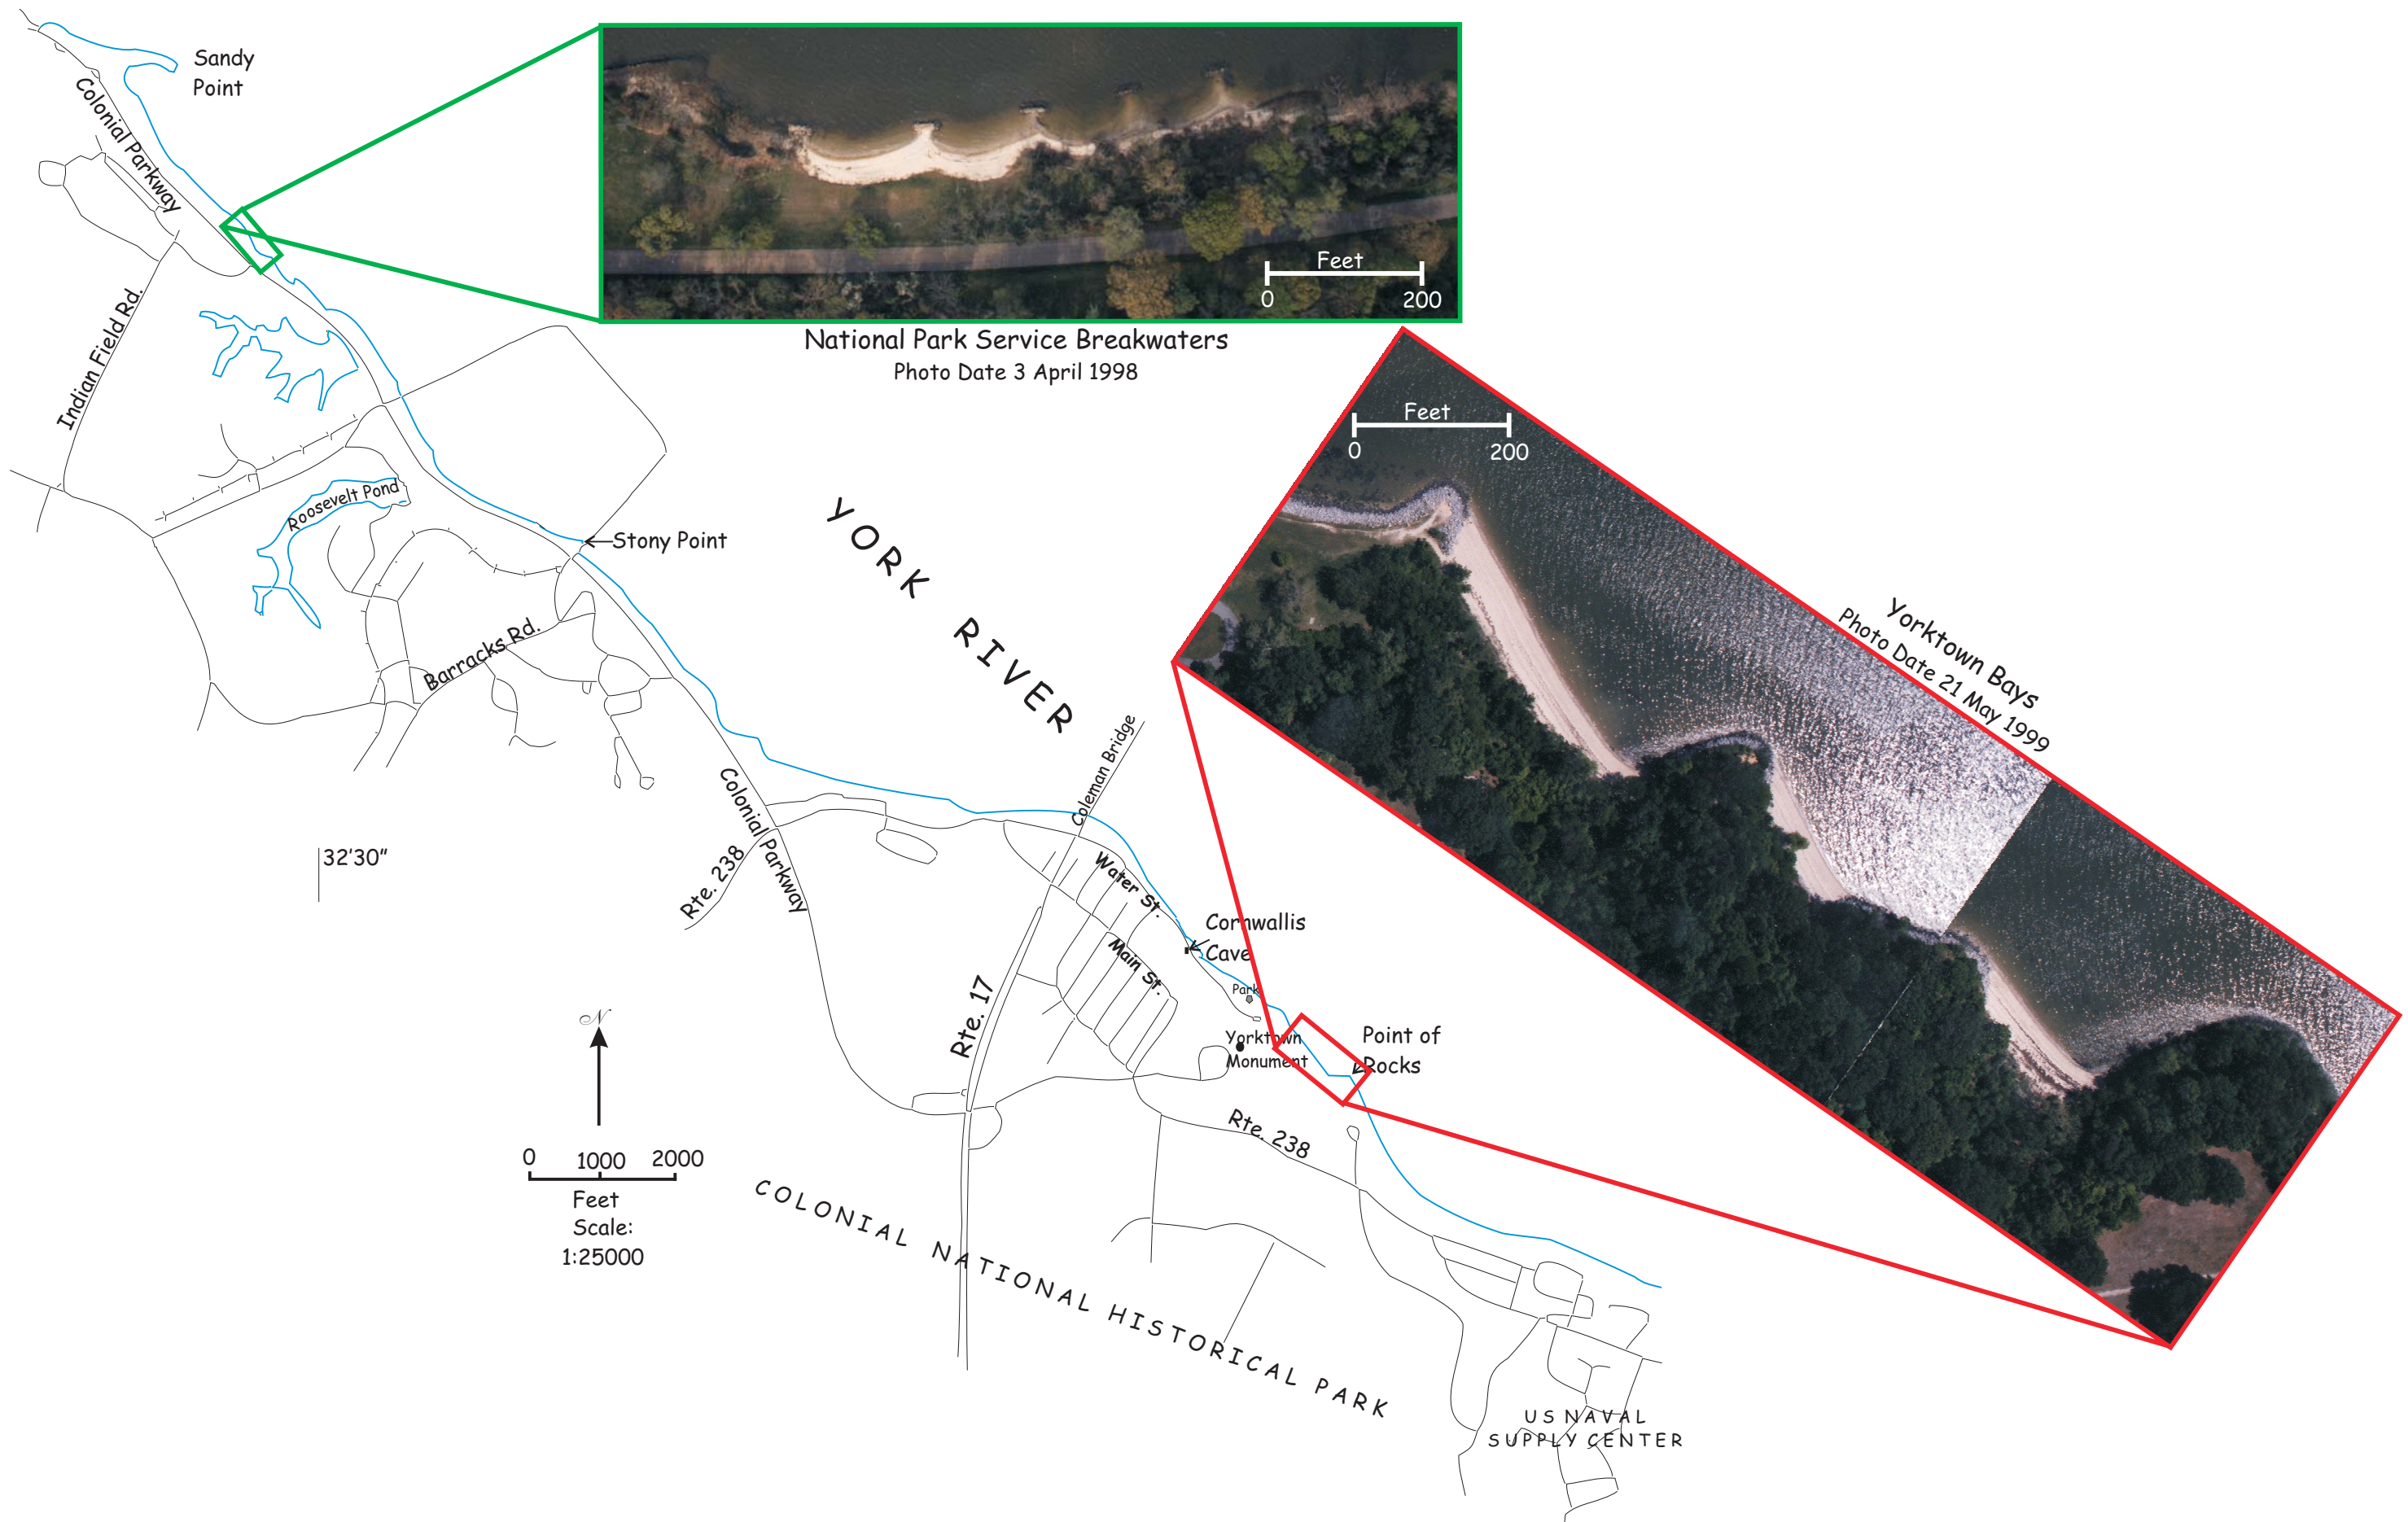 Sandy
Point
Colonial Parkway
Feet
0 200
National Park Service Breakwaters
Photo Date 3 April 1998
Indian Field Rd.
Feet
0 200
Roosevelt Pond
Stony Point
YORK RIVER
Yorktown Bays
Photo Date 21 May 1999
Barracks Rd.
Coleman Bridge
Colonial Parkway
32'30"
Rte. 238
Water St.
Main St.
Cornwallis
Cave
Rte. 17
Park
Yorktown
Monument
Point of
Rocks
N
0 1000 2000
Feet
Scale:
1:25000
Rte. 238
COLONIAL NATIONAL HISTORICAL PARK
US NAVAL
SUPPLY CENTER